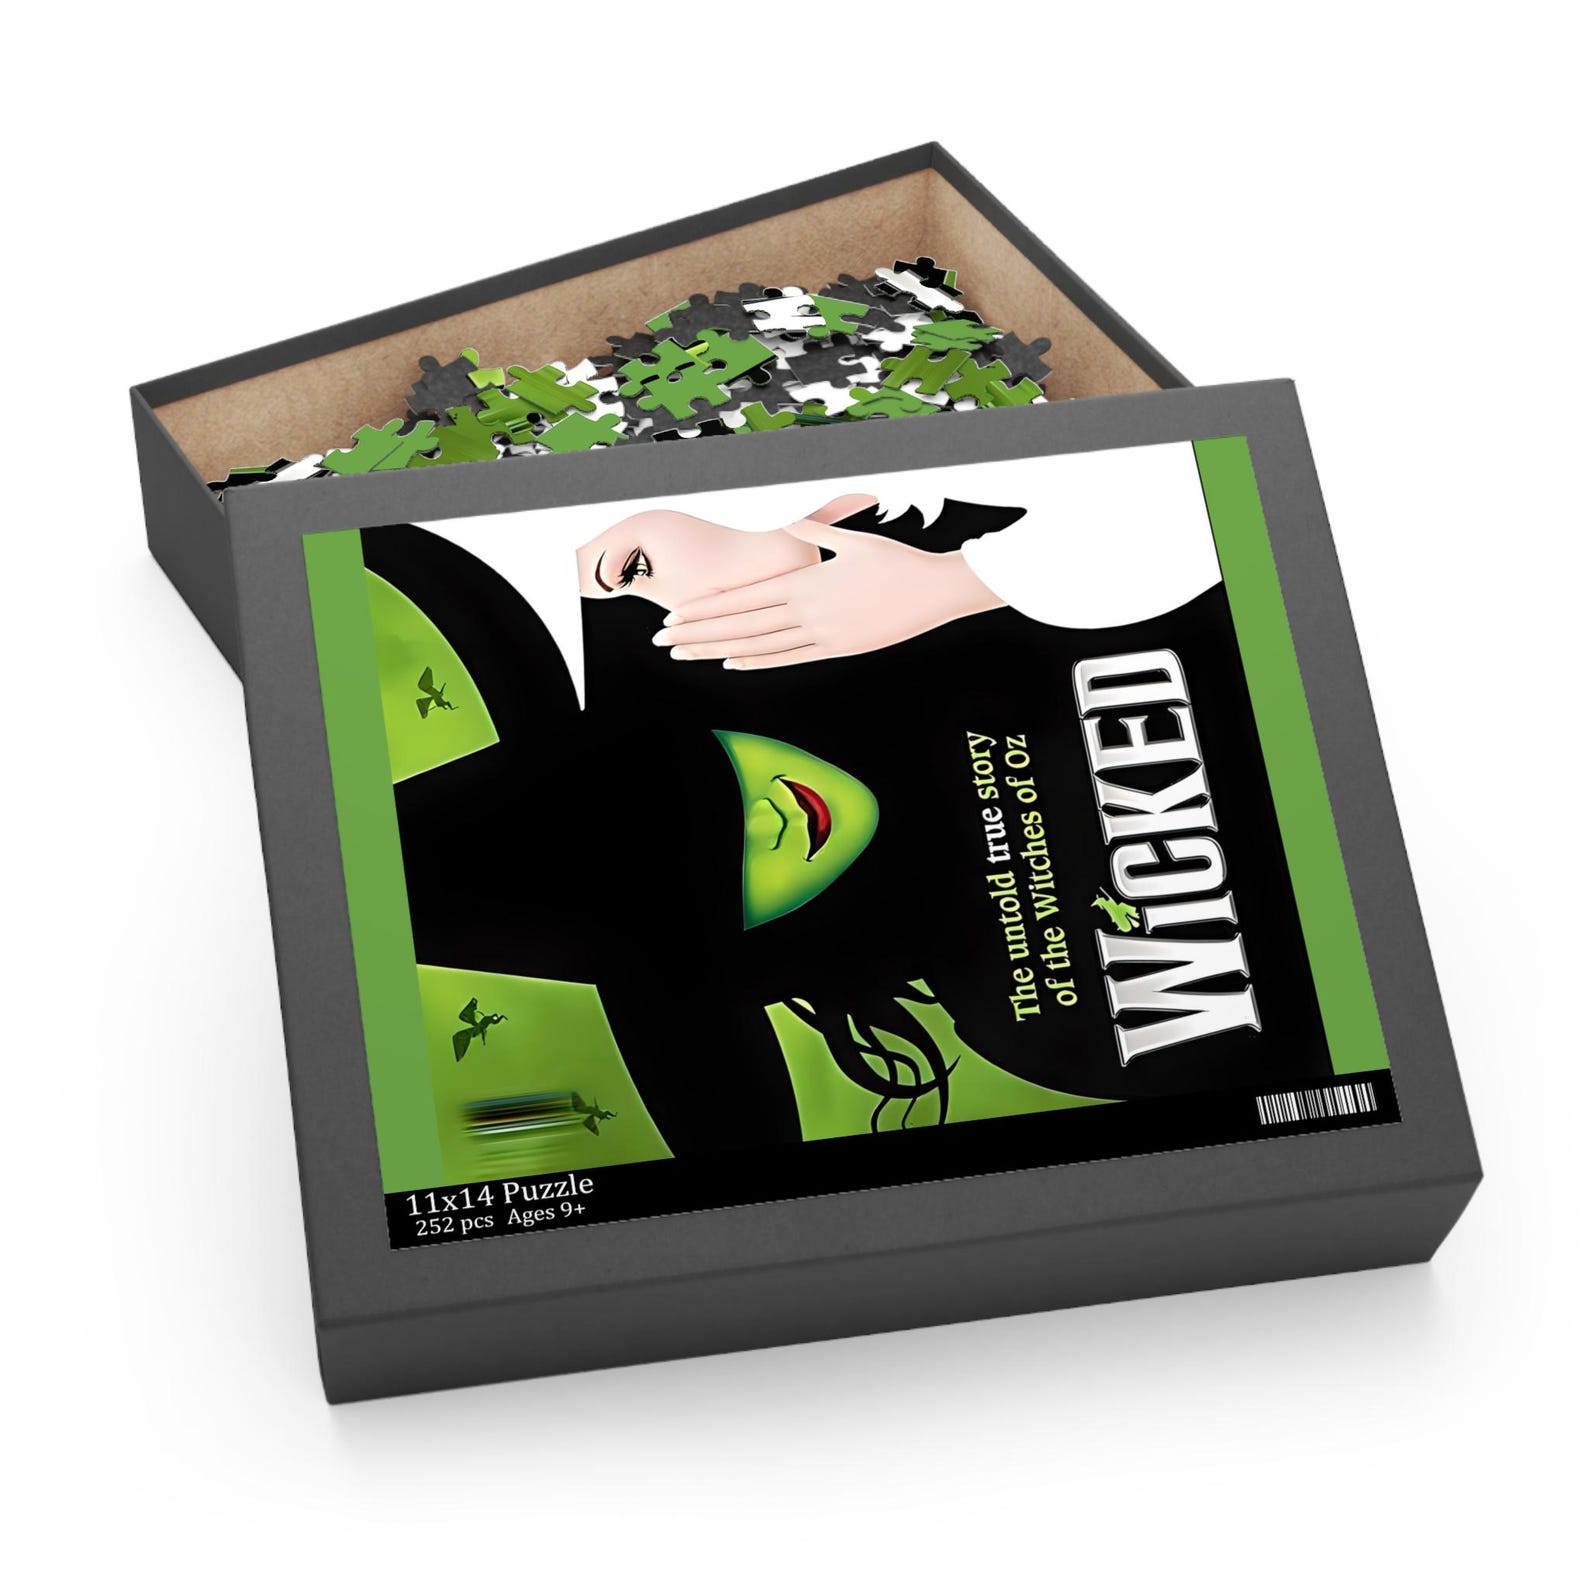 The untold true story
of the Witches of Oz
WiCKED
11x14 Puzzle
252 pcs Ages 9+